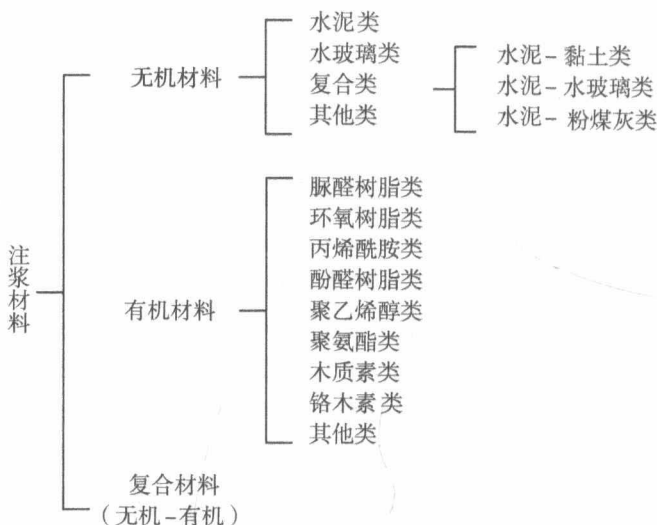 注浆材料
无机材料
水泥类
水玻璃类
复合类
其他类
水泥-黏土类
水泥-水玻璃类
水泥-粉煤灰类
有机材料
脲醛树脂类
环氧树脂类
丙烯酰胺类
酚醛树脂类
聚乙烯醇类
聚氨酯类
木质素类
铬木素类
其他类
复合材料
（无机-有机）